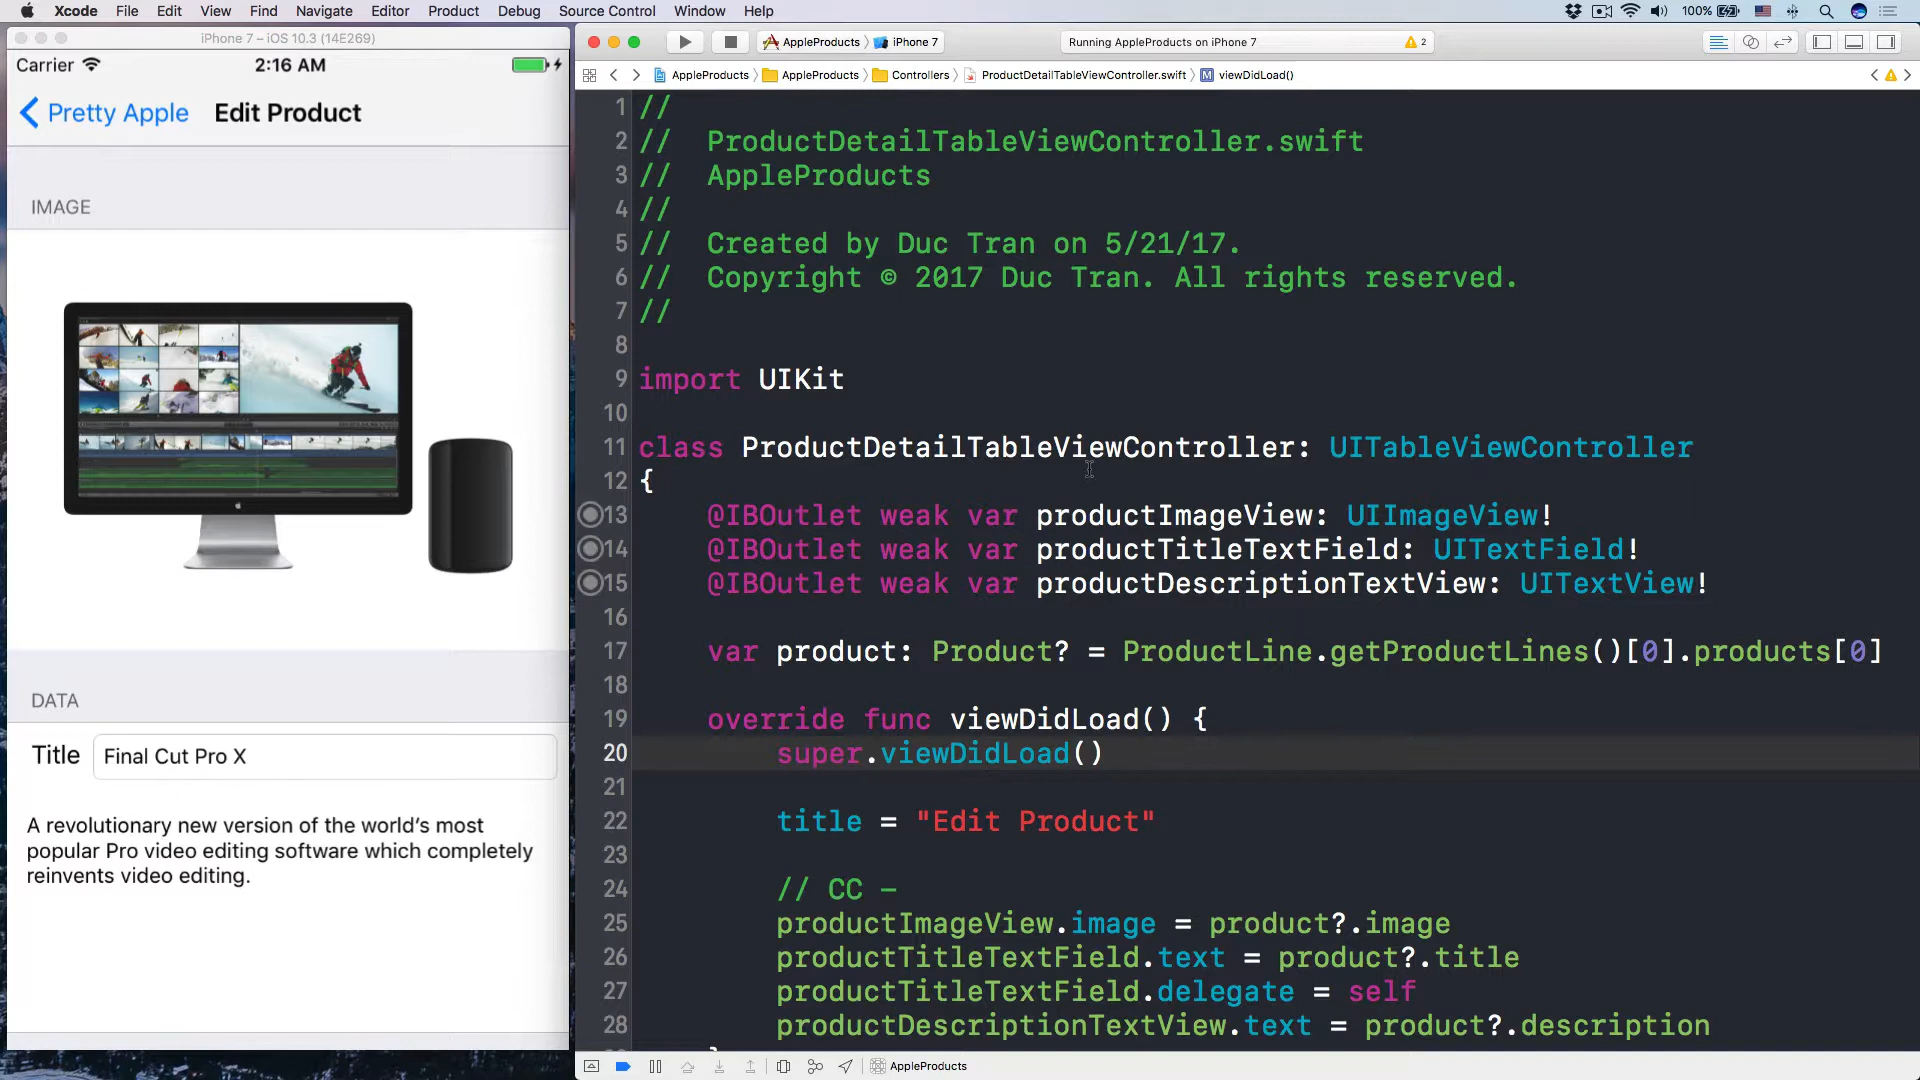 Xcode File Edit View Find Navigate Editor Product Debug Source Control Window Help
100%
iPhone 7 – iOS 10.3 (14E269)
Carrier 2:16 AM
Pretty Apple Edit Product
IMAGE
DATA
Title Final Cut Pro X
A revolutionary new version of the world's most
popular Pro video editing software which completely
reinvents video editing.
AppleProducts iPhone 7 Running AppleProducts on iPhone 7 2
AppleProducts AppleProducts Controllers ProductDetailTableViewController.swift M viewDidLoad()
1 //
2 // ProductDetailTableViewController.swift
3 // AppleProducts
4 //
5 // Created by Duc Tran on 5/21/17.
6 // Copyright © 2017 Duc Tran. All rights reserved.
7 //
8
9 import UIKit
10
11 class ProductDetailTableViewController: UITableViewController
12 {
13 @IBOutlet weak var productImageView: UIImageView!
14 @IBOutlet weak var productTitleTextField: UITextField!
15 @IBOutlet weak var productDescriptionTextView: UITextView!
16
17 var product: Product? = ProductLine.getProductLines()[0].products[0]
18
19 override func viewDidLoad() {
20 super.viewDidLoad()
21
22 title = "Edit Product"
23
24 // CC –
25 productImageView.image = product?.image
26 productTitleTextField.text = product?.title
27 productTitleTextField.delegate = self
28 productDescriptionTextView.text = product?.description
AppleProducts